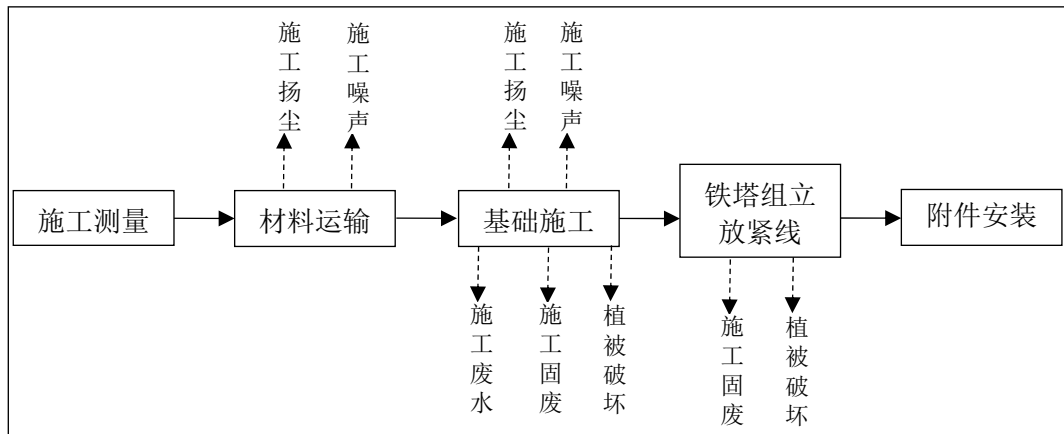 施工扬尘
施工噪声
施工扬尘
施工噪声
施工测量
材料运输
基础施工
铁塔组立
放紧线
附件安装
施工废水
施工固废
植被破坏
施工固废
植被破坏